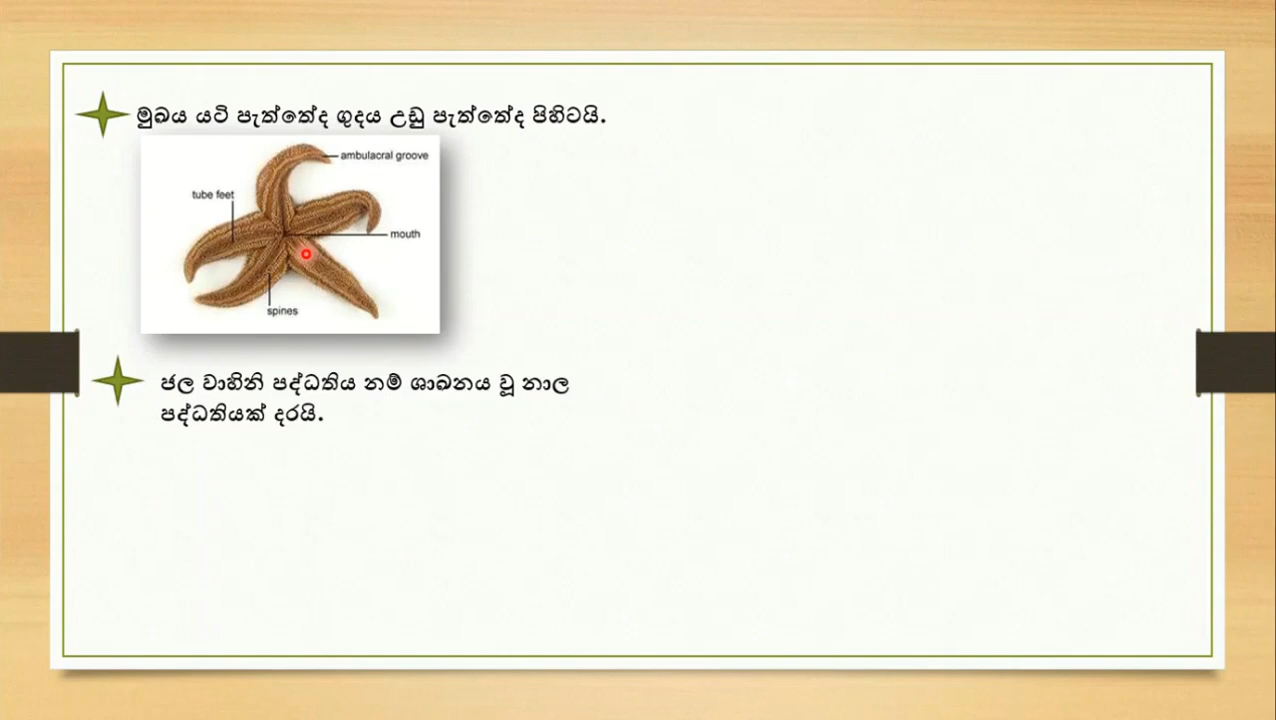 මුඛය යටි පැත්තේද ගුදය උඩු පැත්තේද පිහිටයි.
ambulacral groove
tube feet
mouth
spines
ජල වාහිනි පද්ධතිය නම් ශාඛනය වූ නාල
පද්ධතියක් දරයි.